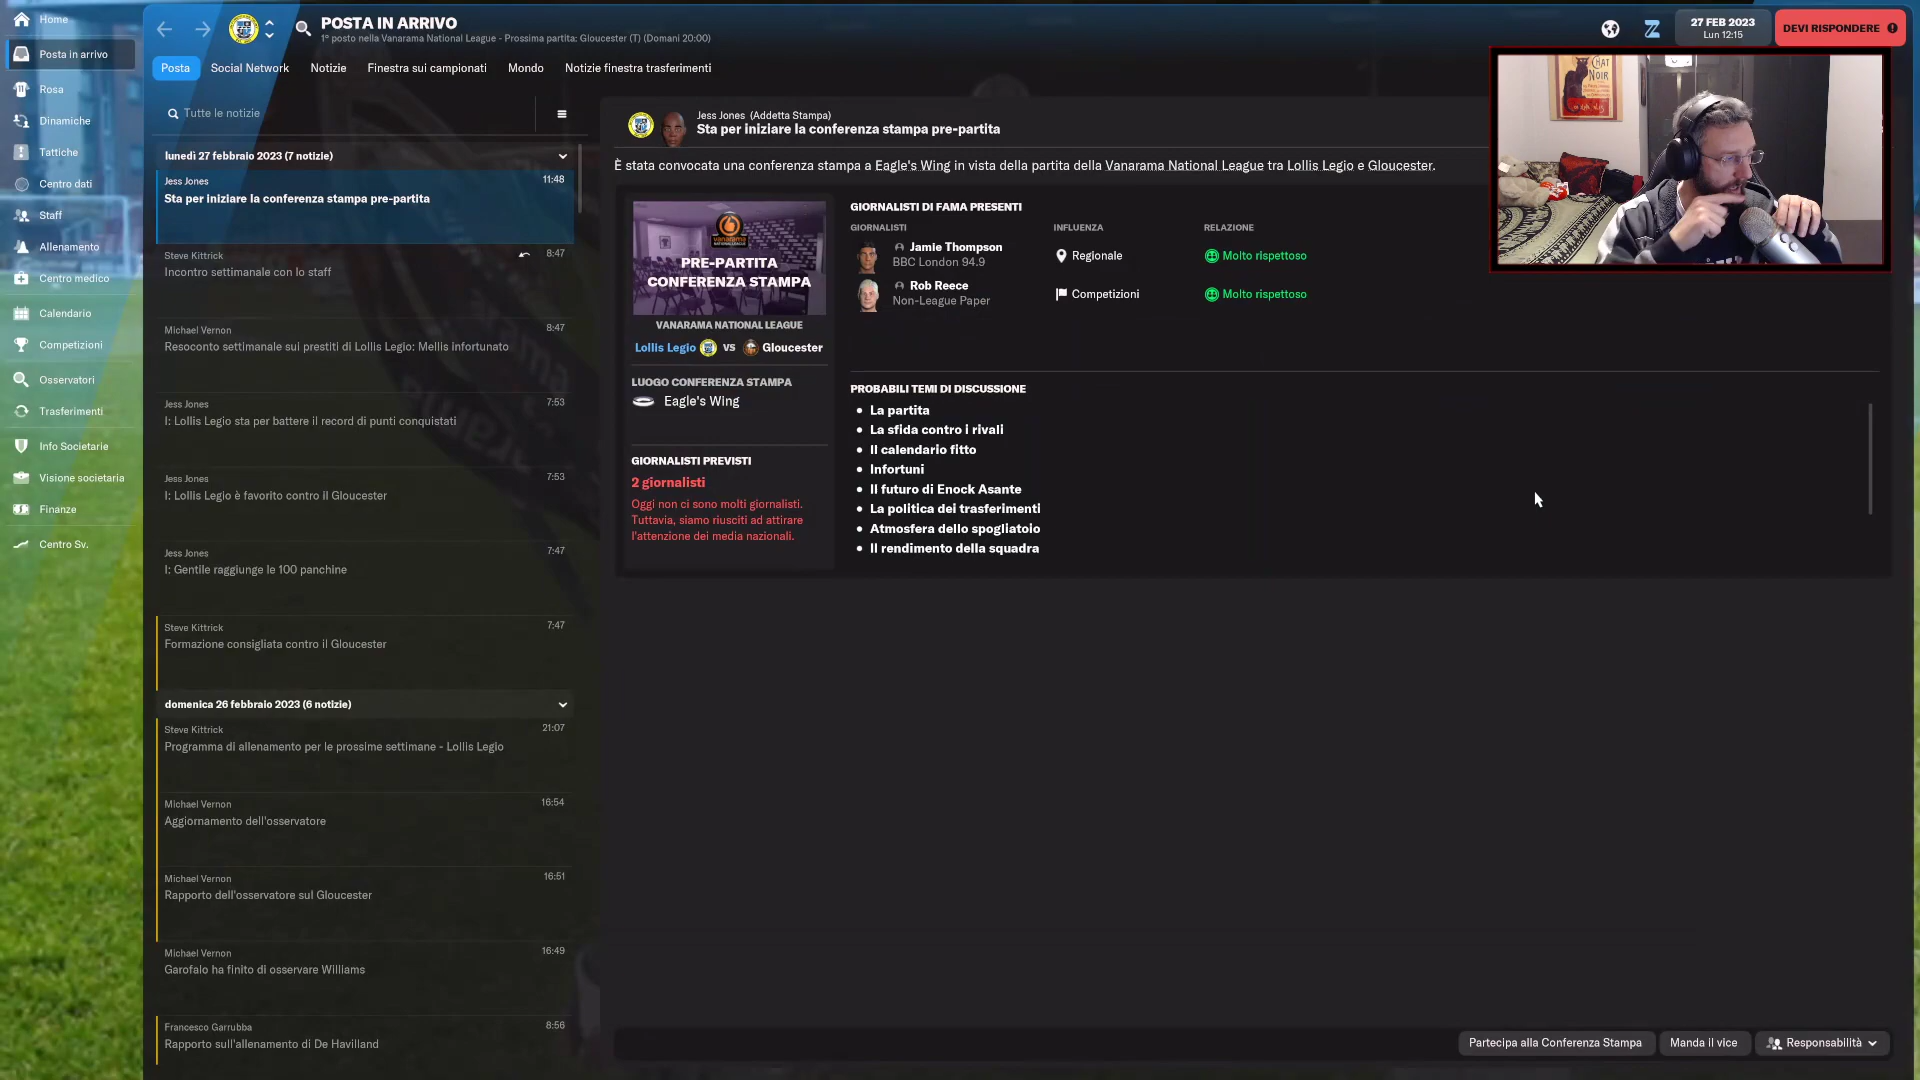 Home
Posta in arrivo
Rosa
Dinamiche
Tattiche
Centro dati
Staff
Allenamento
Centro medico
Calendario
Competizioni
Osservatori
Trasferimenti
Info Societarie
Visione societaria
Finanze
Centro Sv.
POSTA IN ARRIVO
1° posto nella Vanarama National League - Prossima partita: Gloucester (T) (Domani 20:00)
27 FEB 2023
Lun 12:15
DEVI RISPONDERE
Posta Social Network Notizie Finestra sui campionati Mondo Notizie finestra trasferimenti
Tutte le notizie
lunedì 27 febbraio 2023 (7 notizie)
Jess Jones 11:48
Sta per iniziare la conferenza stampa pre-partita
Steve Kittrick 8:47
Incontro settimanale con lo staff
Michael Vernon 8:47
Resoconto settimanale sui prestiti di Lollis Legio: Mellis infortunato
Jess Jones 7:53
I: Lollis Legio sta per battere il record di punti conquistati
Jess Jones 7:53
I: Lollis Legio è favorito contro il Gloucester
Jess Jones 7:47
I: Gentile raggiunge le 100 panchine
Steve Kittrick 7:47
Formazione consigliata contro il Gloucester
domenica 26 febbraio 2023 (6 notizie)
Steve Kittrick 21:07
Programma di allenamento per le prossime settimane - Lollis Legio
Michael Vernon 16:54
Aggiornamento dell'osservatore
Michael Vernon 16:51
Rapporto dell'osservatore sul Gloucester
Michael Vernon 16:49
Garofalo ha finito di osservare Williams
Francesco Garrubba 8:56
Rapporto sull'allenamento di De Havilland
Jess Jones (Addetta Stampa)
Sta per iniziare la conferenza stampa pre-partita
È stata convocata una conferenza stampa a Eagle's Wing in vista della partita della Vanarama National League tra Lollis Legio e Gloucester.
vanarama
NATIONAL LEAGUE
PRE-PARTITA
CONFERENZA STAMPA
VANARAMA NATIONAL LEAGUE
Lollis Legio VS Gloucester
LUOGO CONFERENZA STAMPA
Eagle's Wing
GIORNALISTI PREVISTI
2 giornalisti
Oggi non ci sono molti giornalisti.
Tuttavia, siamo riusciti ad attirare
l'attenzione dei media nazionali.
GIORNALISTI DI FAMA PRESENTI
GIORNALISTI INFLUENZA RELAZIONE
Jamie Thompson
BBC London 94.9
Regionale
Molto rispettoso
Rob Reece
Non-League Paper
Competizioni
Molto rispettoso
PROBABILI TEMI DI DISCUSSIONE
• La partita
• La sfida contro i rivali
• Il calendario fitto
• Infortuni
• Il futuro di Enock Asante
• La politica dei trasferimenti
• Atmosfera dello spogliatoio
• Il rendimento della squadra
CHAT
NOIR
Partecipa alla Conferenza Stampa
Manda il vice
Responsabilità